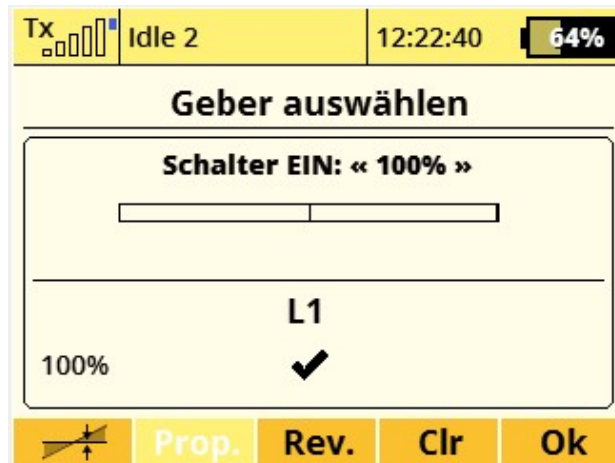 Tx Idle 2 12:22:40 64%
Geber auswählen
Schalter EIN: « 100% »
L1
100%
Prop. Rev. Clr Ok